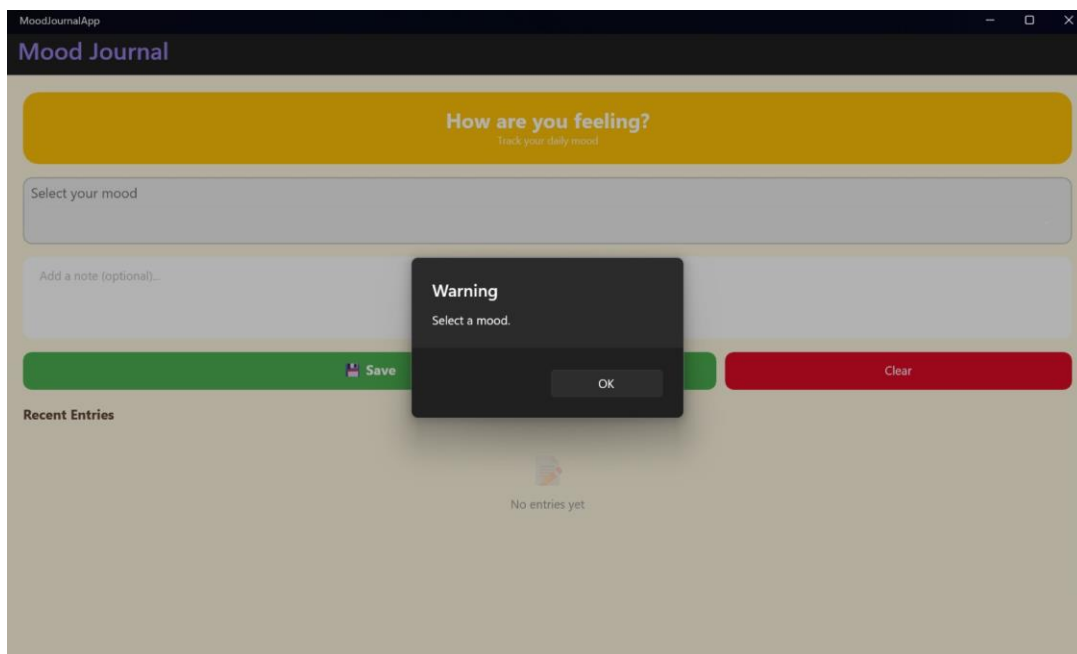 MoodJournalApp
Mood Journal
How are you feeling?
Track your daily mood
Select your mood
Add a note (optional)...
Warning
Select a mood.
OK
Save
Clear
Recent Entries
No entries yet